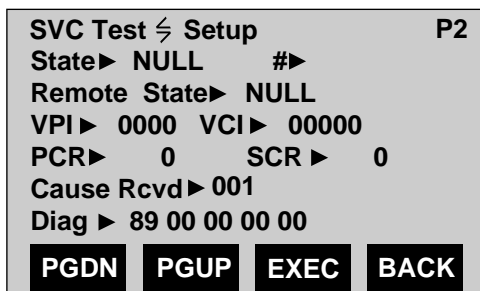 SVC Test ⭍ Setup P2
State► NULL #►
Remote State► NULL
VPI ► 0000 VCI ► 00000
PCR► 0 SCR ► 0
Cause Rcvd ► 001
Diag ► 89 00 00 00 00
PGDN PGUP EXEC BACK